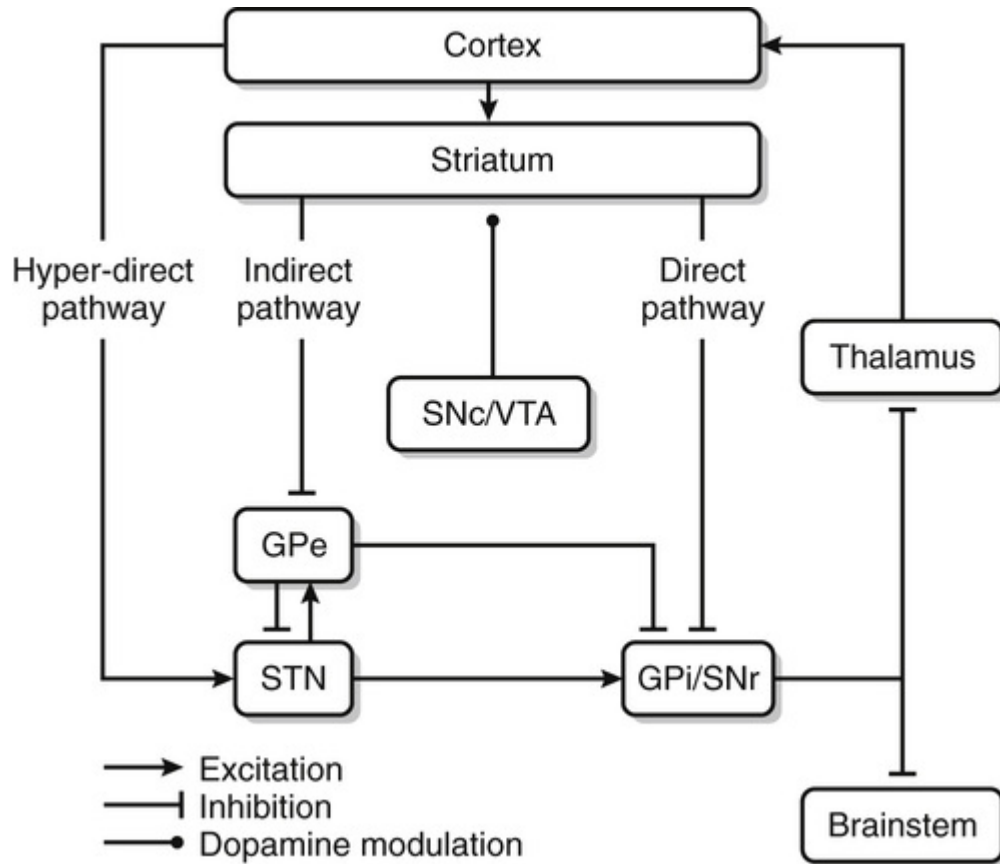 Cortex
Striatum
Hyper-direct
pathway
Indirect
pathway
Direct
pathway
Thalamus
SNc/VTA
GPe
STN
GPi/SNr
Excitation
Inhibition
Dopamine modulation
Brainstem